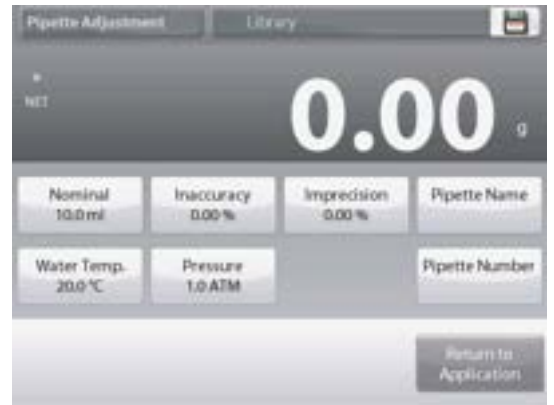 Pipette Adjustment Library
NET
0.00 g
Nominal Inaccuracy Imprecision Pipette Name
10.0 ml 0.00 % 0.00 %
Water Temp. Pressure Pipette Number
20.0 °C 1.0 ATM
Return to
Application